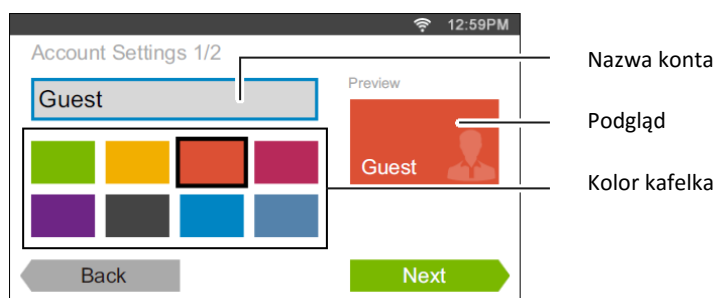 12:59PM
Account Settings 1/2
Nazwa konta
Guest
Preview
Podgląd
Guest
Kolor kafelka
Back
Next